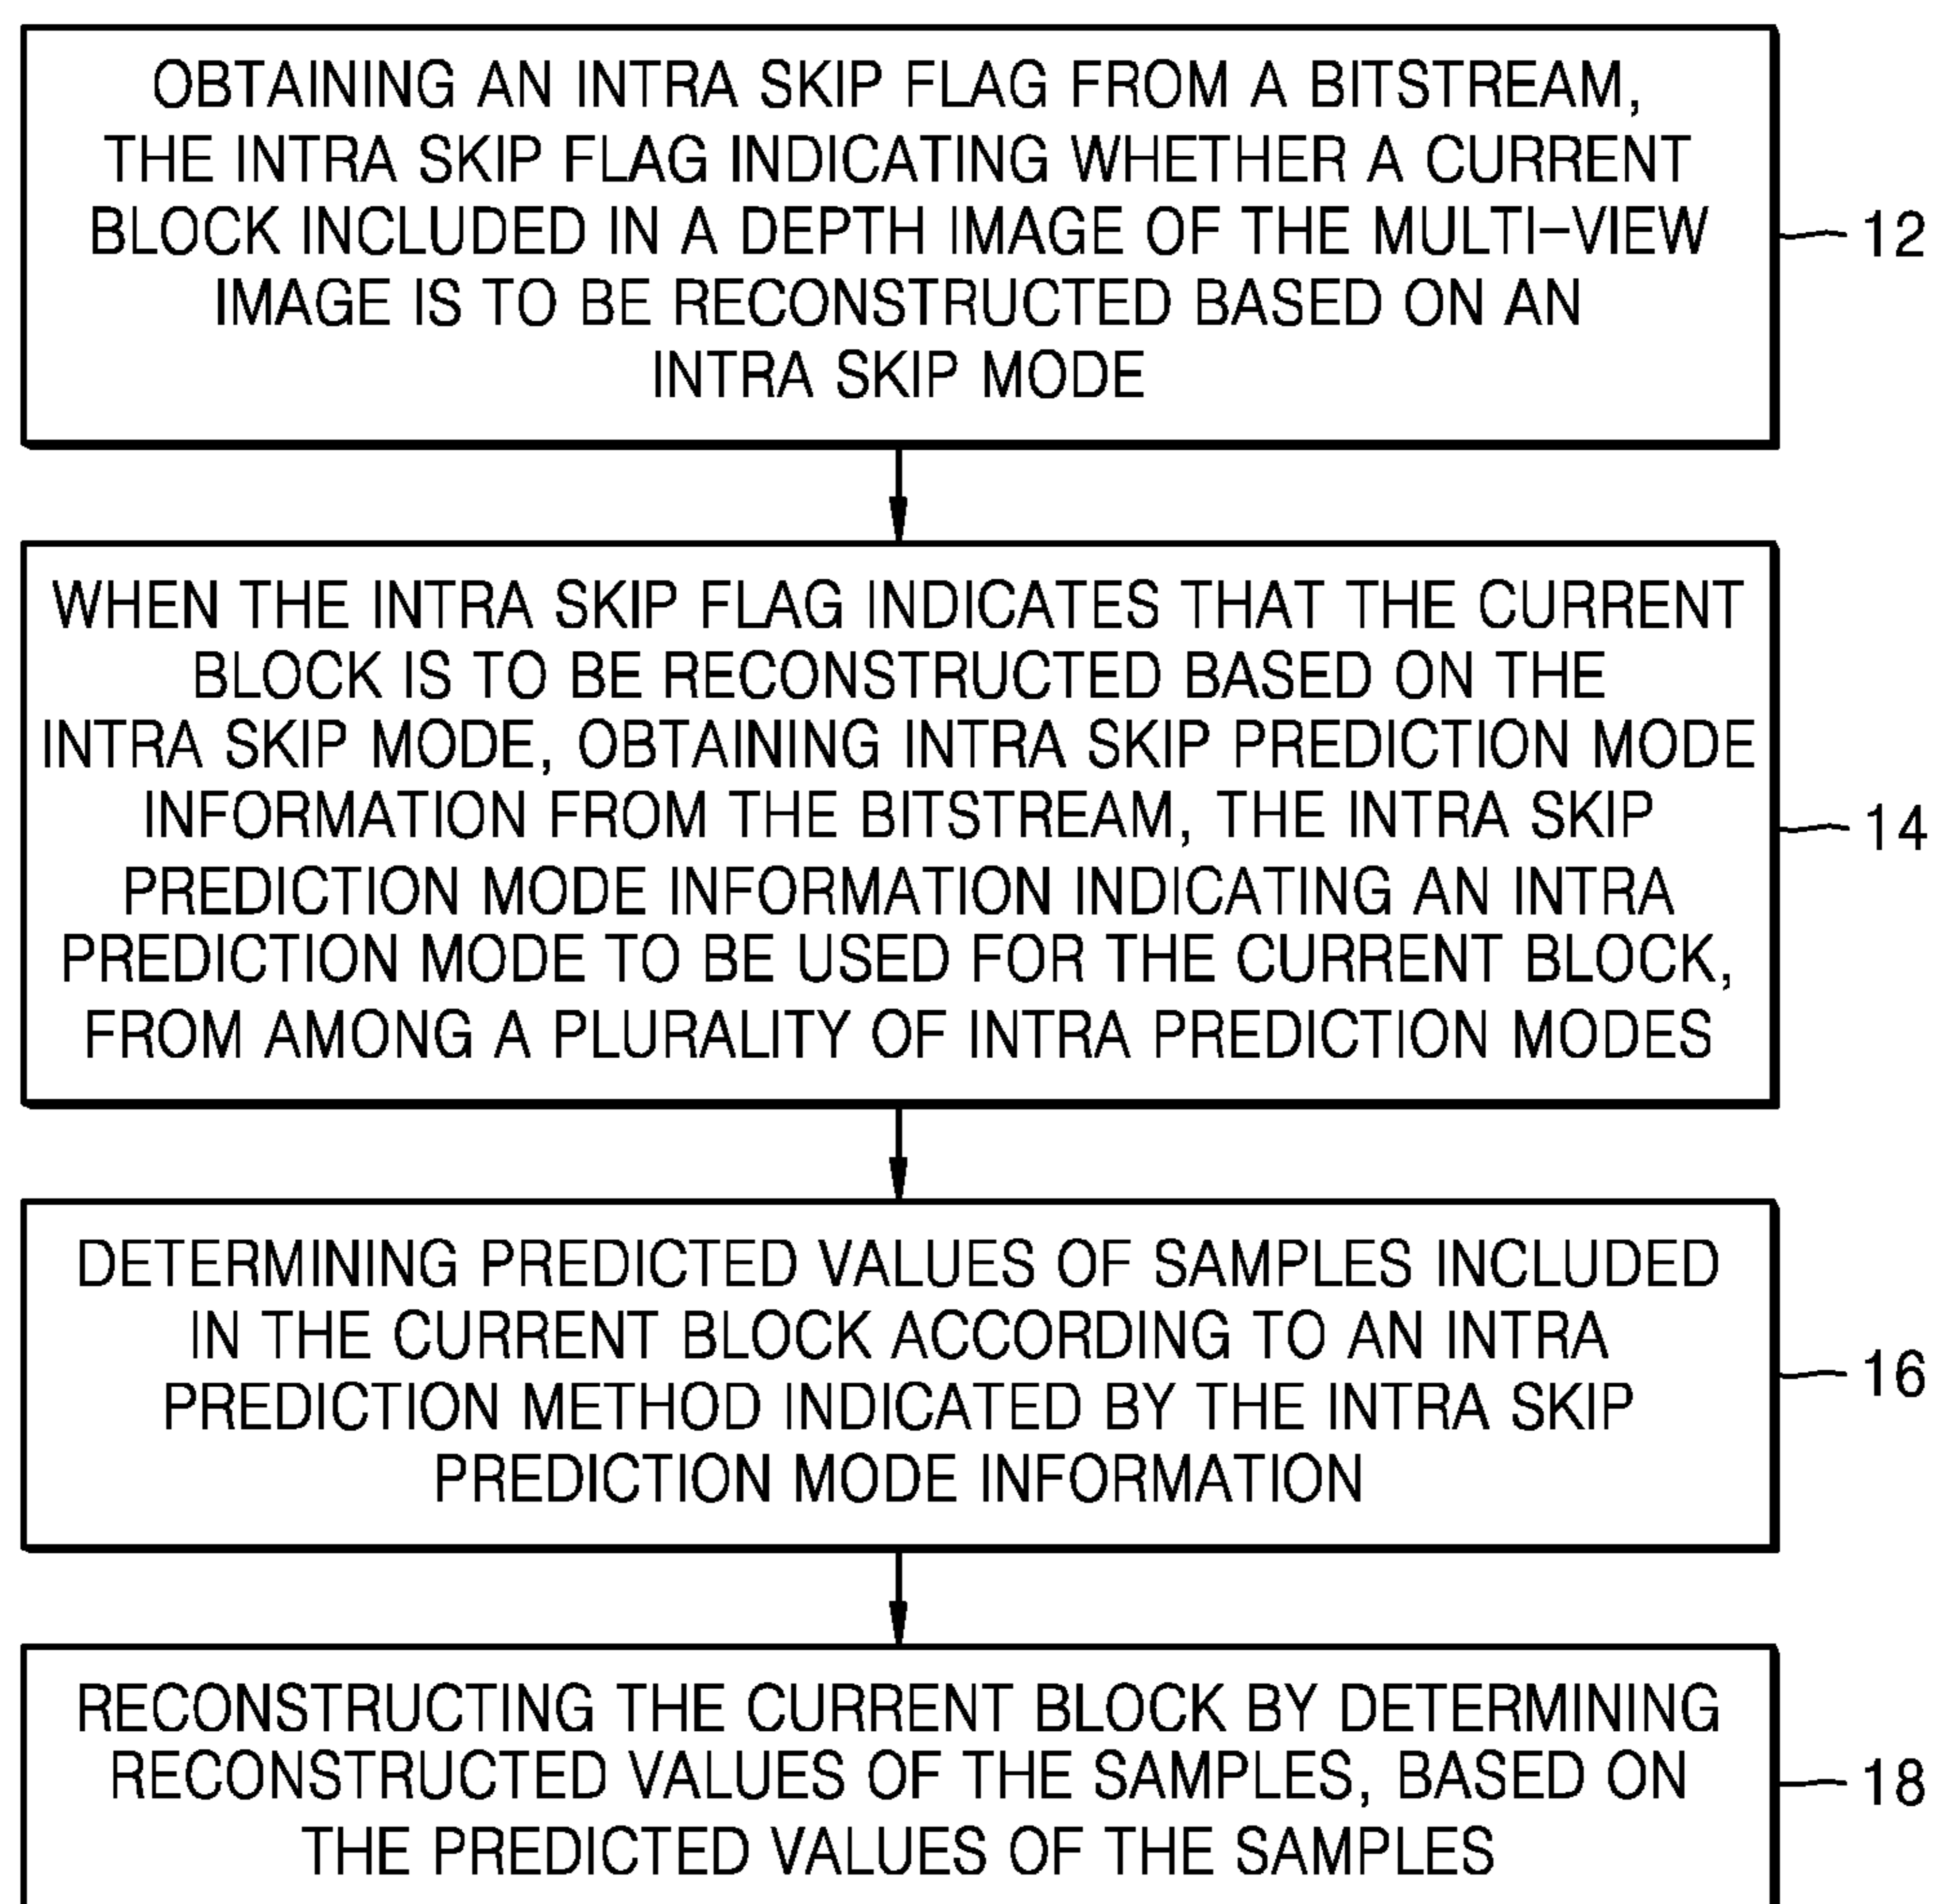 OBTAINING AN INTRA SKIP FLAG FROM A BITSTREAM,
THE INTRA SKIP FLAG INDICATING WHETHER A CURRENT
BLOCK INCLUDED IN A DEPTH IMAGE OF THE MULTI-VIEW
IMAGE IS TO BE RECONSTRUCTED BASED ON AN
INTRA SKIP MODE
12
WHEN THE INTRA SKIP FLAG INDICATES THAT THE CURRENT
BLOCK IS TO BE RECONSTRUCTED BASED ON THE
INTRA SKIP MODE, OBTAINING INTRA SKIP PREDICTION MODE
INFORMATION FROM THE BITSTREAM, THE INTRA SKIP
PREDICTION MODE INFORMATION INDICATING AN INTRA
PREDICTION MODE TO BE USED FOR THE CURRENT BLOCK,
FROM AMONG A PLURALITY OF INTRA PREDICTION MODES
14
DETERMINING PREDICTED VALUES OF SAMPLES INCLUDED
IN THE CURRENT BLOCK ACCORDING TO AN INTRA
PREDICTION METHOD INDICATED BY THE INTRA SKIP
PREDICTION MODE INFORMATION
16
RECONSTRUCTING THE CURRENT BLOCK BY DETERMINING
RECONSTRUCTED VALUES OF THE SAMPLES, BASED ON
THE PREDICTED VALUES OF THE SAMPLES
18